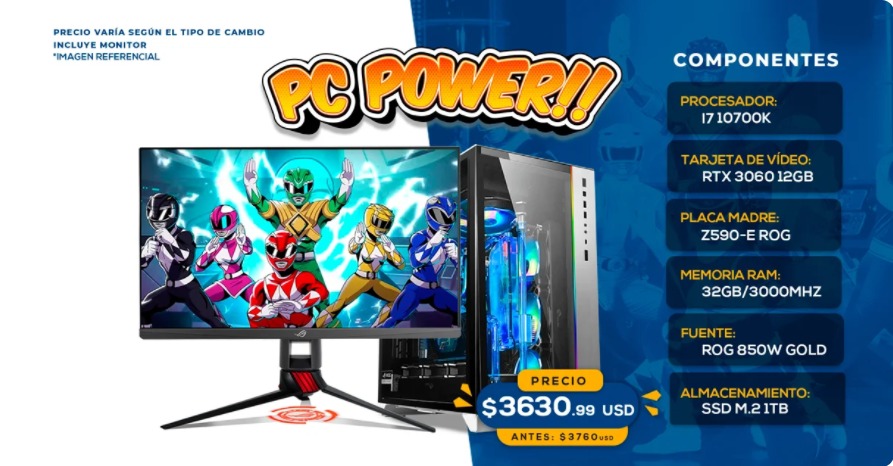 PRECIO VARÍA SEGÚN EL TIPO DE CAMBIO
INCLUYE MONITOR
*IMAGEN REFERENCIAL
PC POWER!!
COMPONENTES
PROCESADOR:
I7 10700K
TARJETA DE VÍDEO:
RTX 3060 12GB
PLACA MADRE:
Z590-E ROG
MEMORIA RAM:
32GB/3000MHZ
FUENTE:
ROG 850W GOLD
ALMACENAMIENTO:
SSD M.2 1TB
PRECIO
$3630.99 USD
ANTES: $3760USD